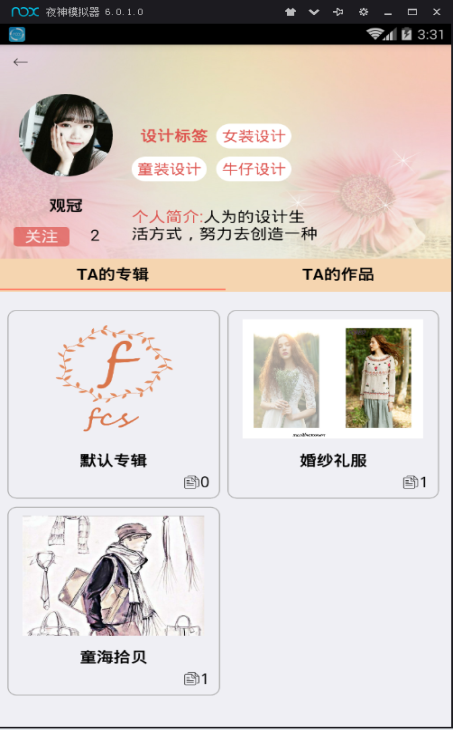 nox 夜神模拟器 6.0.1.0
3:31
设计标签 女装设计
童装设计 牛仔设计
观冠
个人简介:人为的设计生
活方式，努力去创造一种
关注 2
TA的专辑 TA的作品
f
fcs
默认专辑
0
婚纱礼服
1
童海拾贝
1